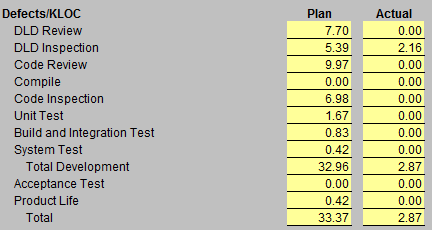 Defects/KLOC Plan Actual
DLD Review 7.70 0.00
DLD Inspection 5.39 2.16
Code Review 9.97 0.00
Compile 0.00 0.00
Code Inspection 6.98 0.00
Unit Test 1.67 0.00
Build and Integration Test 0.83 0.00
System Test 0.42 0.00
Total Development 32.96 2.87
Acceptance Test 0.00 0.00
Product Life 0.42 0.00
Total 33.37 2.87